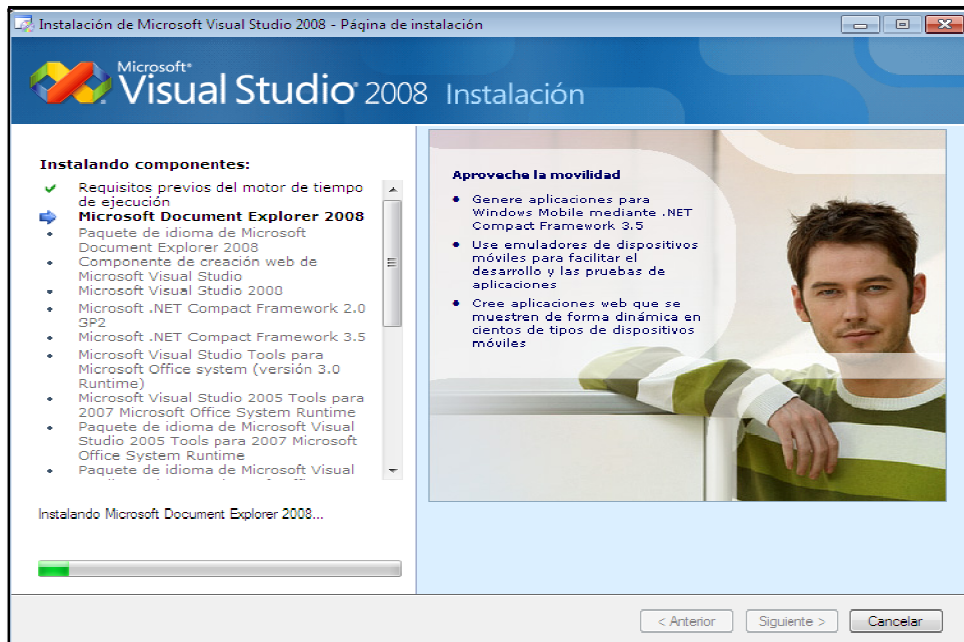 Instalación de Microsoft Visual Studio 2008 - Página de instalación
Microsoft®
Visual Studio® 2008 Instalación
Instalando componentes:
Requisitos previos del motor de tiempo
de ejecución
Microsoft Document Explorer 2008
Paquete de idioma de Microsoft
Document Explorer 2008
Componente de creación web de
Microsoft Visual Studio
Microsoft Visual Studio 2008
Microsoft .NET Compact Framework 2.0
SP2
Microsoft .NET Compact Framework 3.5
Microsoft Visual Studio Tools para
Microsoft Office system (versión 3.0
Runtime)
Microsoft Visual Studio 2005 Tools para
2007 Microsoft Office System Runtime
Paquete de idioma de Microsoft Visual
Studio 2005 Tools para 2007 Microsoft
Office System Runtime
Paquete de idioma de Microsoft Visual
Instalando Microsoft Document Explorer 2008...
Aproveche la movilidad
Genere aplicaciones para
Windows Mobile mediante .NET
Compact Framework 3.5
Use emuladores de dispositivos
móviles para facilitar el
desarrollo y las pruebas de
aplicaciones
Cree aplicaciones web que se
muestren de forma dinámica en
cientos de tipos de dispositivos
móviles
< Anterior
Siguiente >
Cancelar